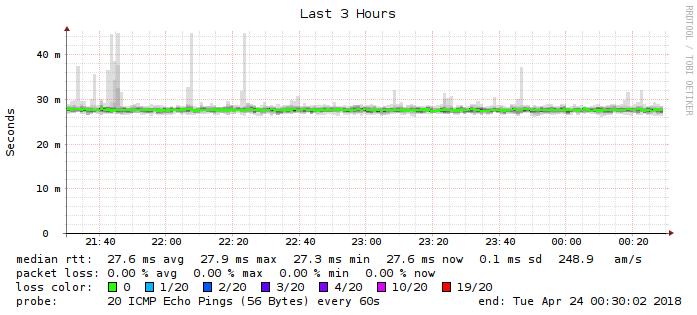 Last 3 Hours
RRDTOOL / TOBI OETIKER
Seconds
40 m
30 m
20 m
10 m
0
21:40 22:00 22:20 22:40 23:00 23:20 23:40 00:00 00:20
median rtt: 27.6 ms avg 27.9 ms max 27.3 ms min 27.6 ms now 0.1 ms sd 248.9 am/s
packet loss: 0.00 % avg 0.00 % max 0.00 % min 0.00 % now
loss color: 0 1/20 2/20 3/20 4/20 10/20 19/20
probe: 20 ICMP Echo Pings (56 Bytes) every 60s end: Tue Apr 24 00:30:02 2018